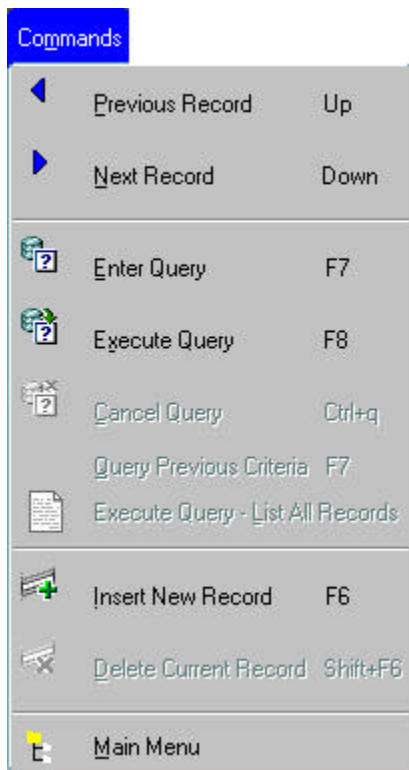 Commands
Previous Record Up
Next Record Down
Enter Query F7
Execute Query F8
Cancel Query Ctrl+q
Query Previous Criteria F7
Execute Query - List All Records
Insert New Record F6
Delete Current Record Shift+F6
Main Menu